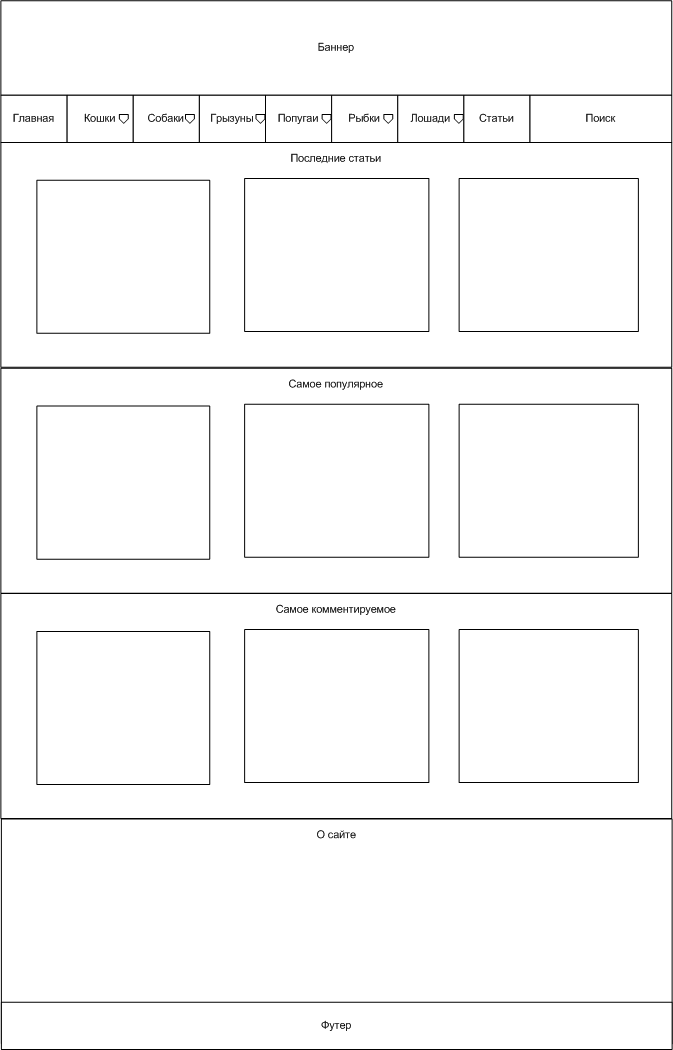 Баннер
Главная Кошки Собаки Грызуны Попугаи Рыбки Лошади Статьи Поиск
Последние статьи
Самое популярное
Самое комментируемое
О сайте
Футер